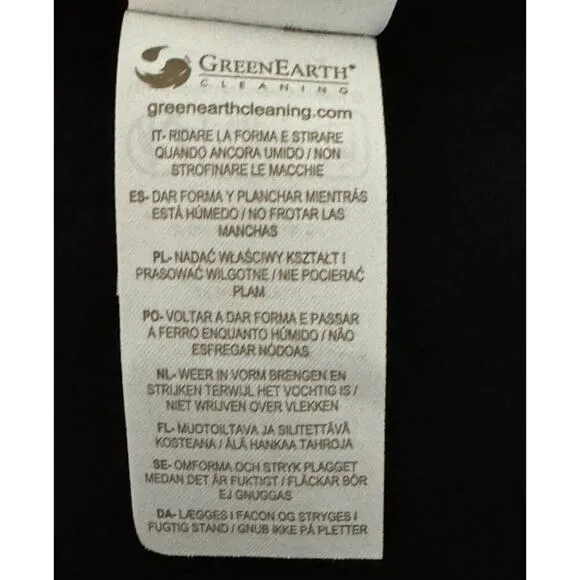 GREENEARTH®
CLEANING
greenearthcleaning.com
IT- RIDARE LA FORMA E STIRARE
QUANDO ANCORA UMIDO / NON
STROFINARE LE MACCHIE
ES- DAR FORMA Y PLANCHAR MIENTRÁS
ESTÁ HÚMEDO / NO FROTAR LAS
MANCHAS
PL- NADAĆ WŁAŚCIWY KSZTAŁT I
PRASOWAĆ WILGOTNE / NIE POCIERAĆ
PLAM
PO- VOLTAR A DAR FORMA E PASSAR
A FERRO ENQUANTO HÚMIDO / NÃO
ESFREGAR NÓDOAS
NL- WEER IN VORM BRENGEN EN
STRIJKEN TERWIJL HET VOCHTIG IS /
NIET WRIJVEN OVER VLEKKEN
FL- MUOTOILTAVA JA SILITETTÄVÄ
KOSTEANA / ÄLÄ HANKAA TAHROJA
SE- OMFORMA OCH STRYK PLAGGET
MEDAN DET ÄR FUKTIGT / FLÄCKAR BÖR
EJ GNUGGAS
DA- LÆGGES I FACON OG STRYGES I
FUGTIG STAND / GNUB IKKE PÅ PLETTER